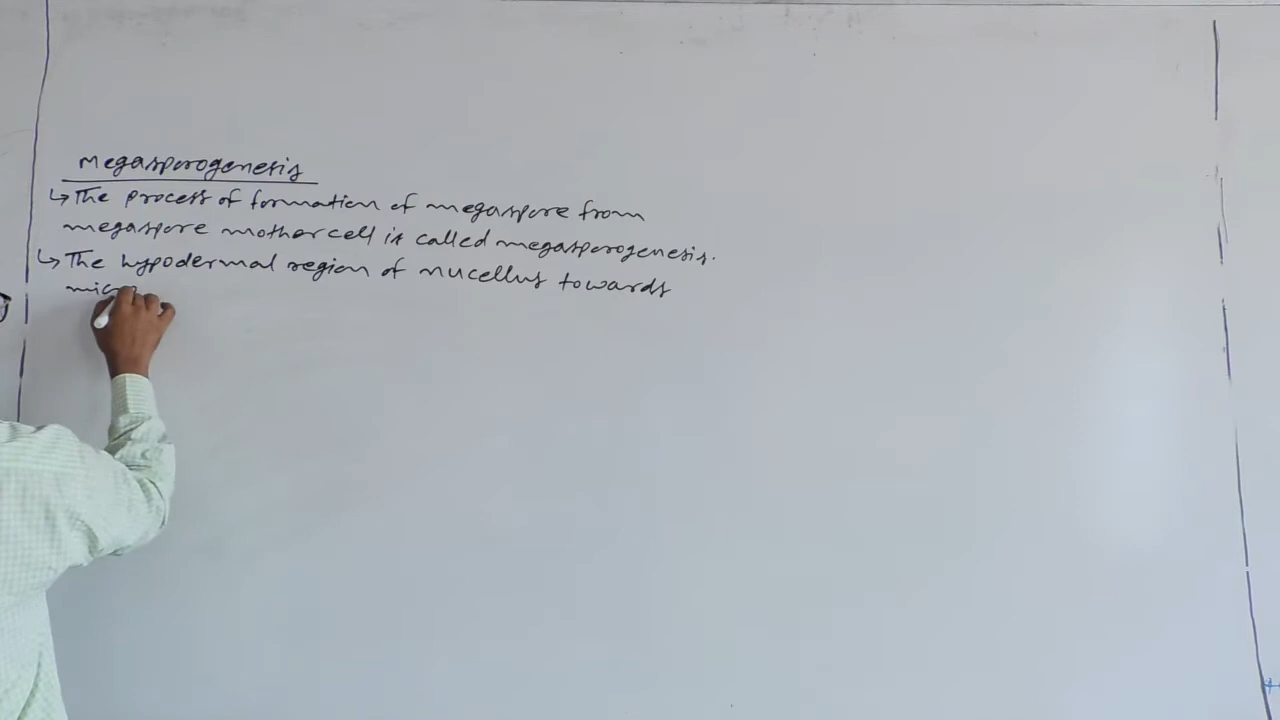 Megasporogenesis
↳ The process of formation of megaspore from
megaspore mother cell is called megasporogenesis.
↳ The hypodermal region of nucellus towards